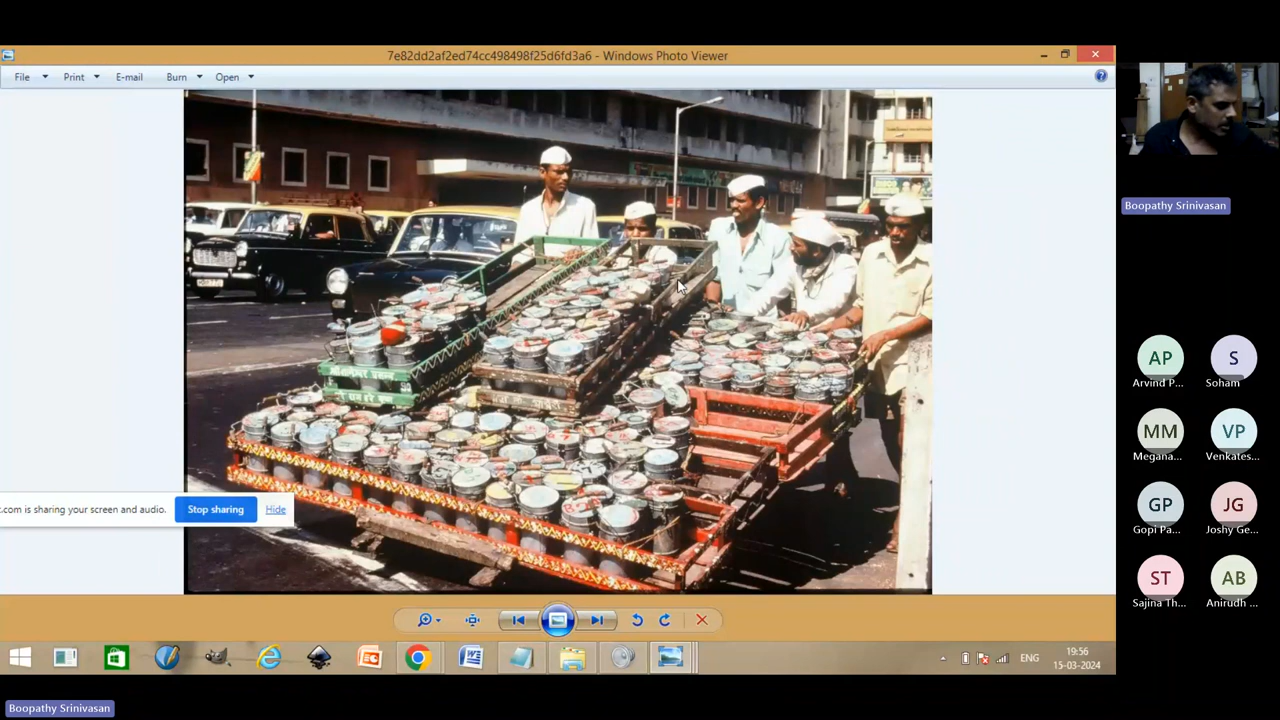 7e82dd2af2ed74cc498498f25d6fd3a6 - Windows Photo Viewer
File Print E-mail Burn Open
Boopathy Srinivasan
AP S
Arvind P... Soham
MM VP
Megana... Venkates...
.com is sharing your screen and audio. Stop sharing Hide
GP JG
Gopi Pa... Joshy Ge...
ST AB
Sajina Th... Anirudh ...
ENG
19:56
15-03-2024
Boopathy Srinivasan